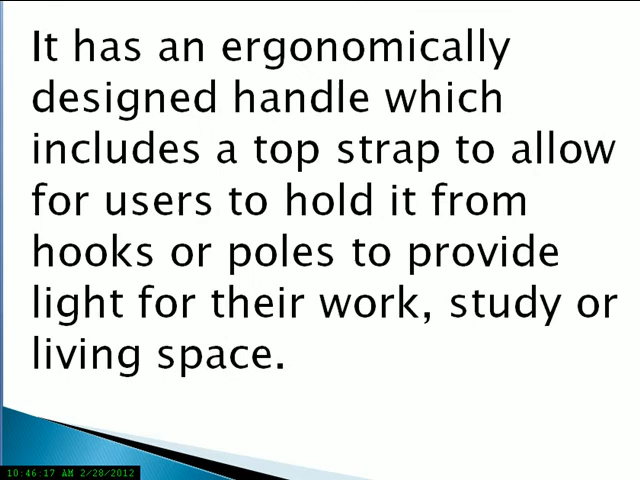 It has an ergonomically
designed handle which
includes a top strap to allow
for users to hold it from
hooks or poles to provide
light for their work, study or
living space.
10:46:17 AM 2/28/2012